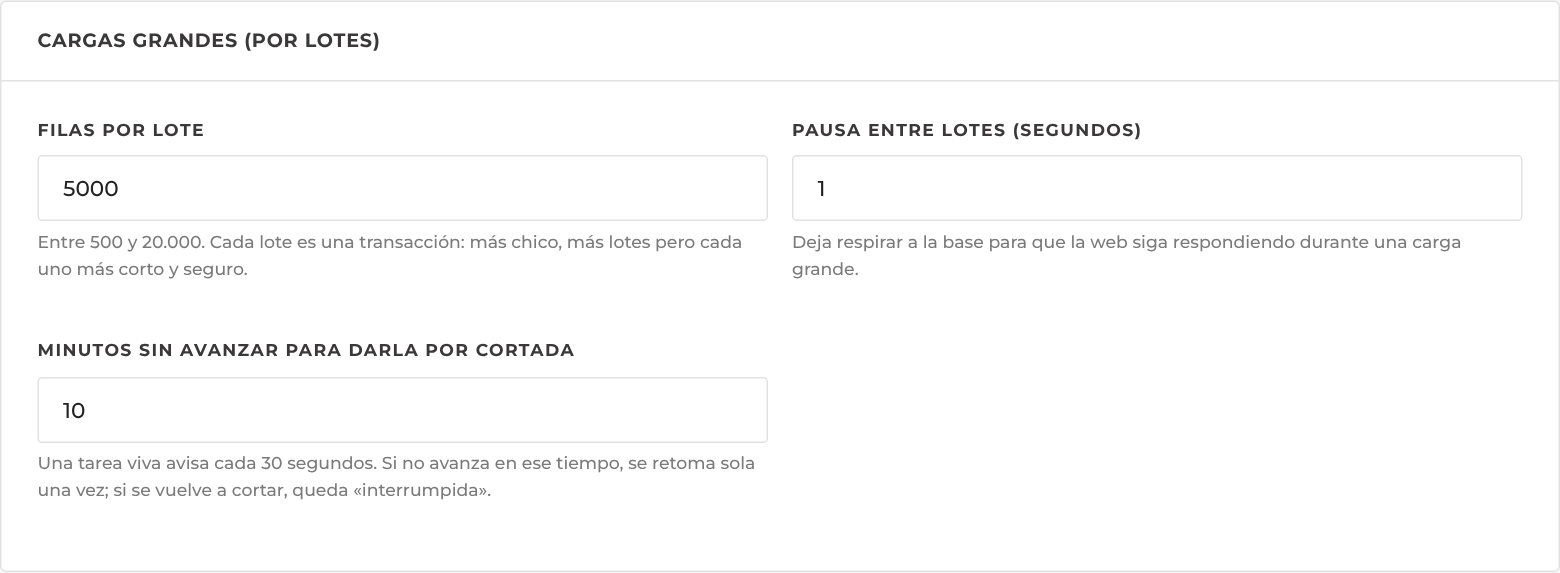 CARGAS GRANDES (POR LOTES)
FILAS POR LOTE
5000
Entre 500 y 20.000. Cada lote es una transacción: más chico, más lotes pero cada
uno más corto y seguro.
PAUSA ENTRE LOTES (SEGUNDOS)
1
Deja respirar a la base para que la web siga respondiendo durante una carga
grande.
MINUTOS SIN AVANZAR PARA DARLA POR CORTADA
10
Una tarea viva avisa cada 30 segundos. Si no avanza en ese tiempo, se retoma sola
una vez; si se vuelve a cortar, queda «interrumpida».